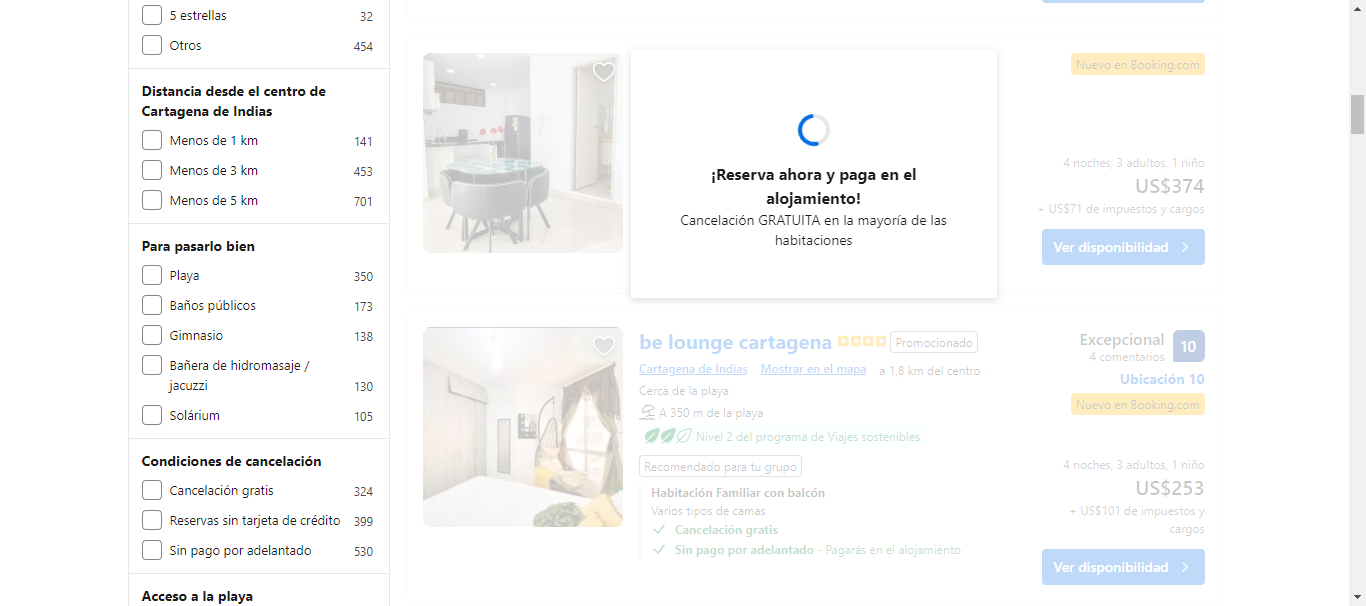 5 estrellas 32
Otros 454
Distancia desde el centro de
Cartagena de Indias
Menos de 1 km 141
Menos de 3 km 453
Menos de 5 km 701
Para pasarlo bien
Playa 350
Baños públicos 173
Gimnasio 138
Bañera de hidromasaje /
jacuzzi 130
Solárium 105
Condiciones de cancelación
Cancelación gratis 324
Reservas sin tarjeta de crédito 399
Sin pago por adelantado 530
Acceso a la playa
¡Reserva ahora y paga en el
alojamiento!
Cancelación GRATUITA en la mayoría de las
habitaciones
Nuevo en Booking.com
4 noches, 3 adultos, 1 niño
US$374
+ US$71 de impuestos y cargos
Ver disponibilidad
be lounge cartagena Promocionado
Cartagena de Indias Mostrar en el mapa a 1,8 km del centro
Cerca de la playa
A 350 m de la playa
Nivel 2 del programa de Viajes sostenibles
Recomendado para tu grupo
Habitación Familiar con balcón
Varios tipos de camas
Cancelación gratis
Sin pago por adelantado - Pagarás en el alojamiento
Excepcional 10
4 comentarios
Ubicación 10
Nuevo en Booking.com
4 noches, 3 adultos, 1 niño
US$253
+ US$101 de impuestos y
cargos
Ver disponibilidad